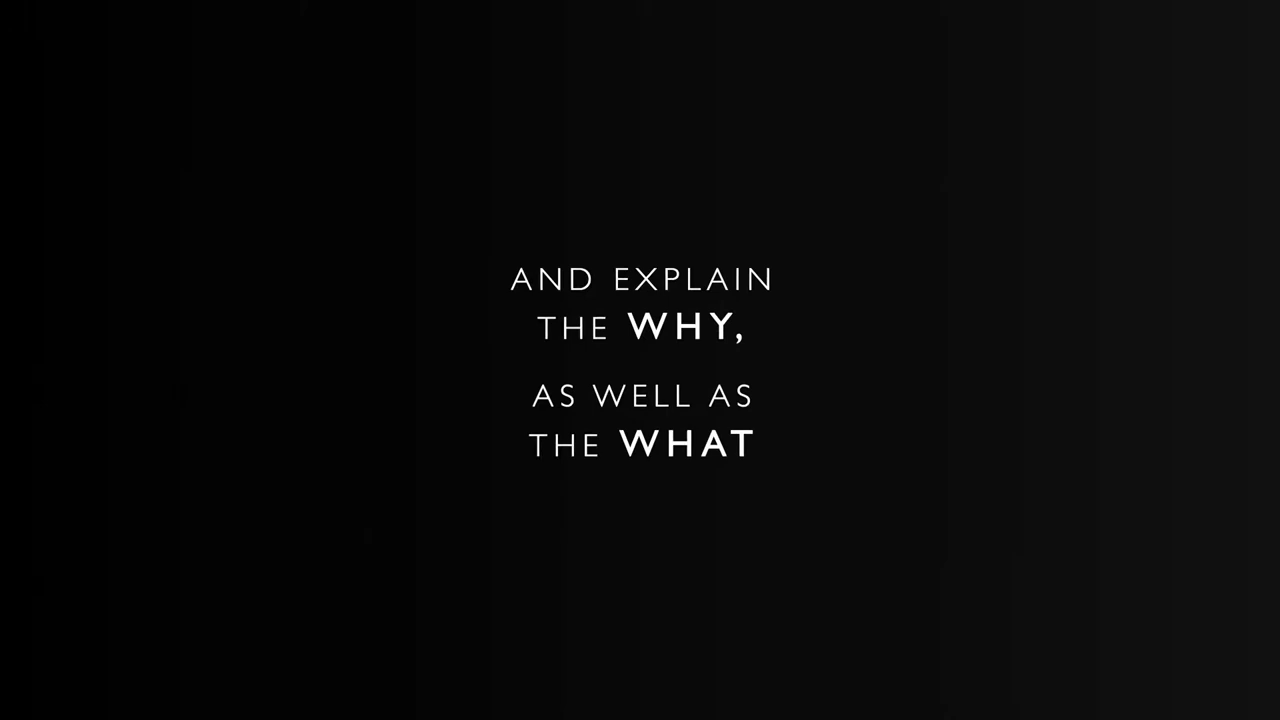 AND EXPLAIN
THE WHY,
AS WELL AS
THE WHAT